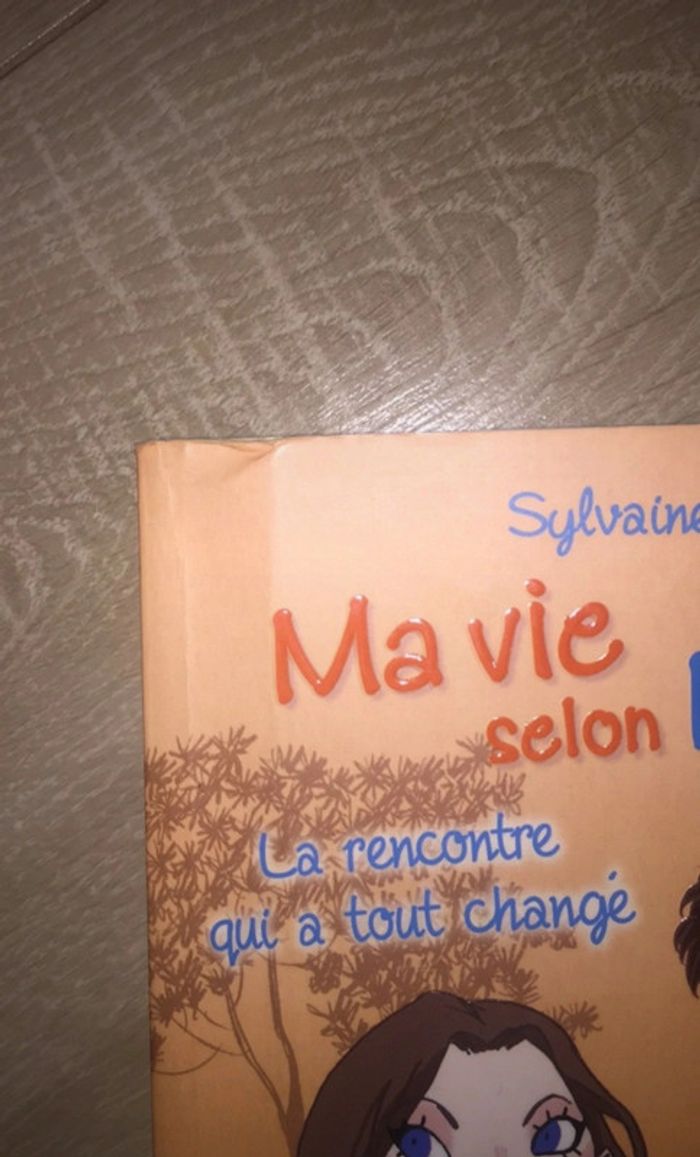 Sylvaine
Ma vie
selon
La rencontre
qui a tout changé